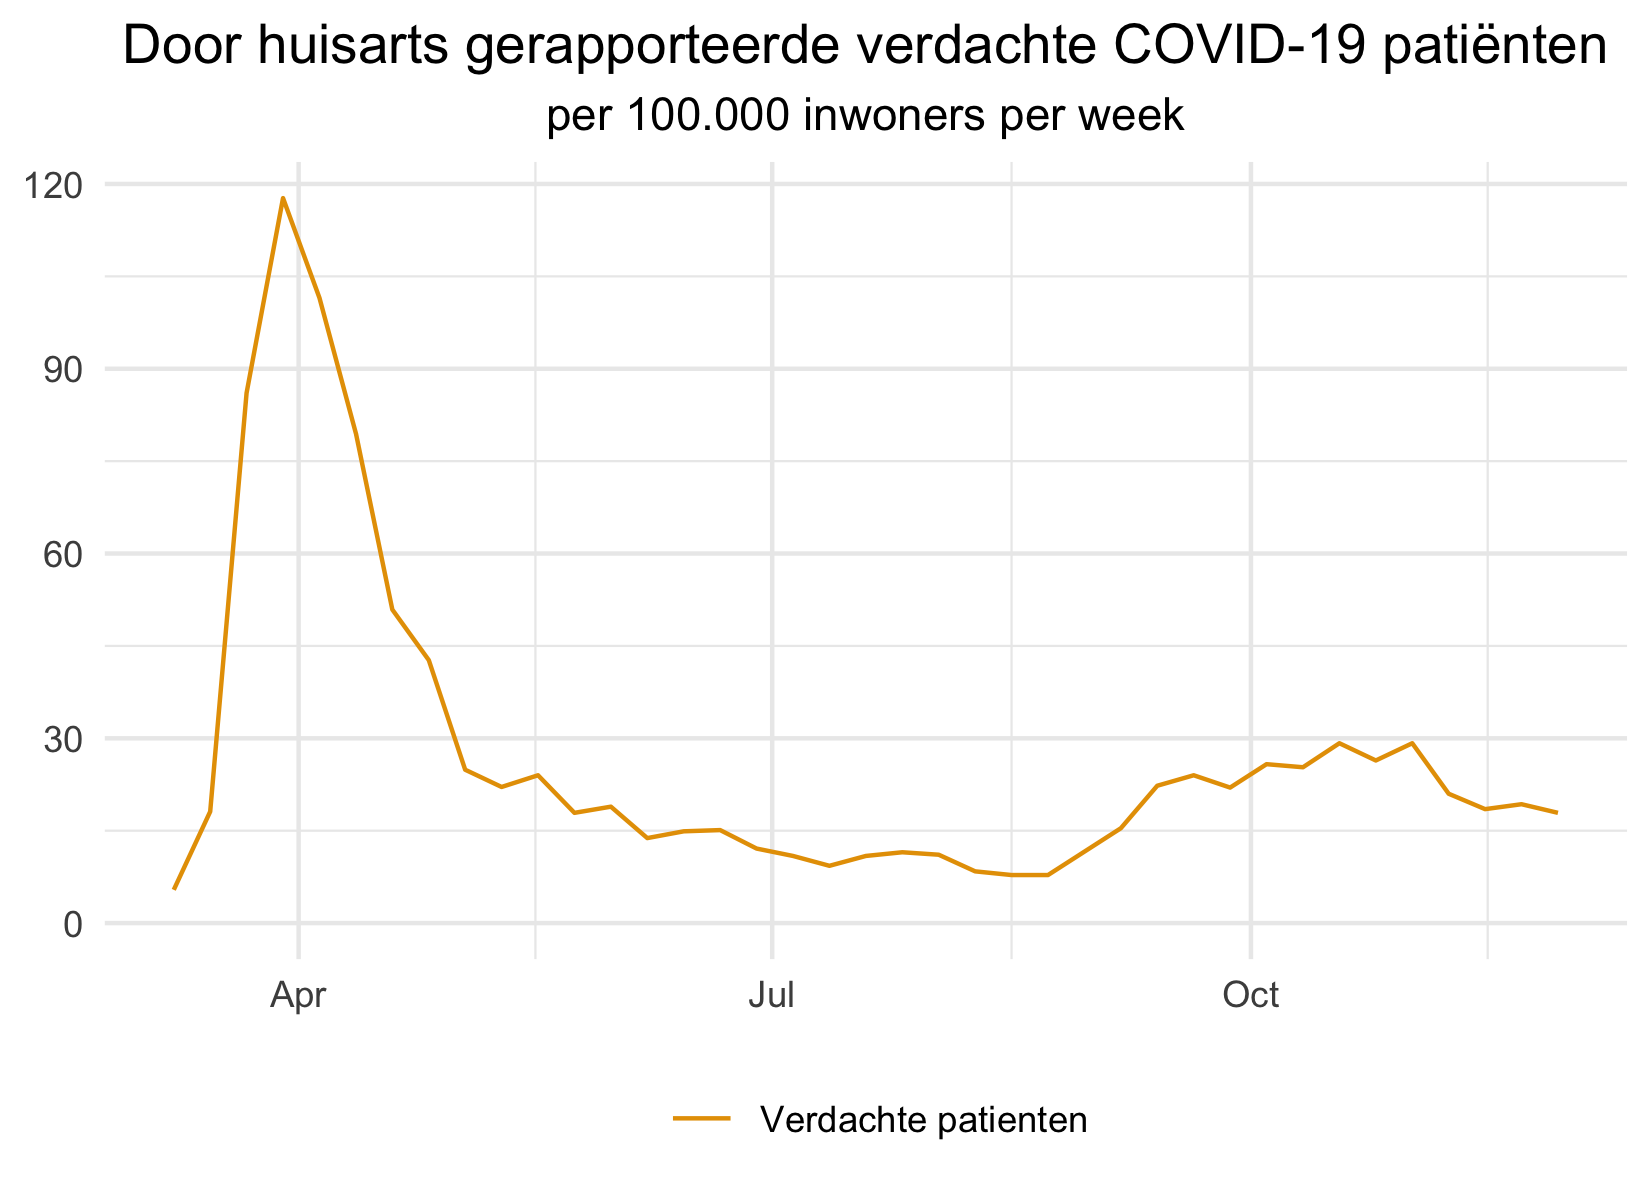 Door huisarts gerapporteerde verdachte COVID-19 patiënten
per 100.000 inwoners per week
120
90
60
30
0
Apr Jul Oct
Verdachte patienten